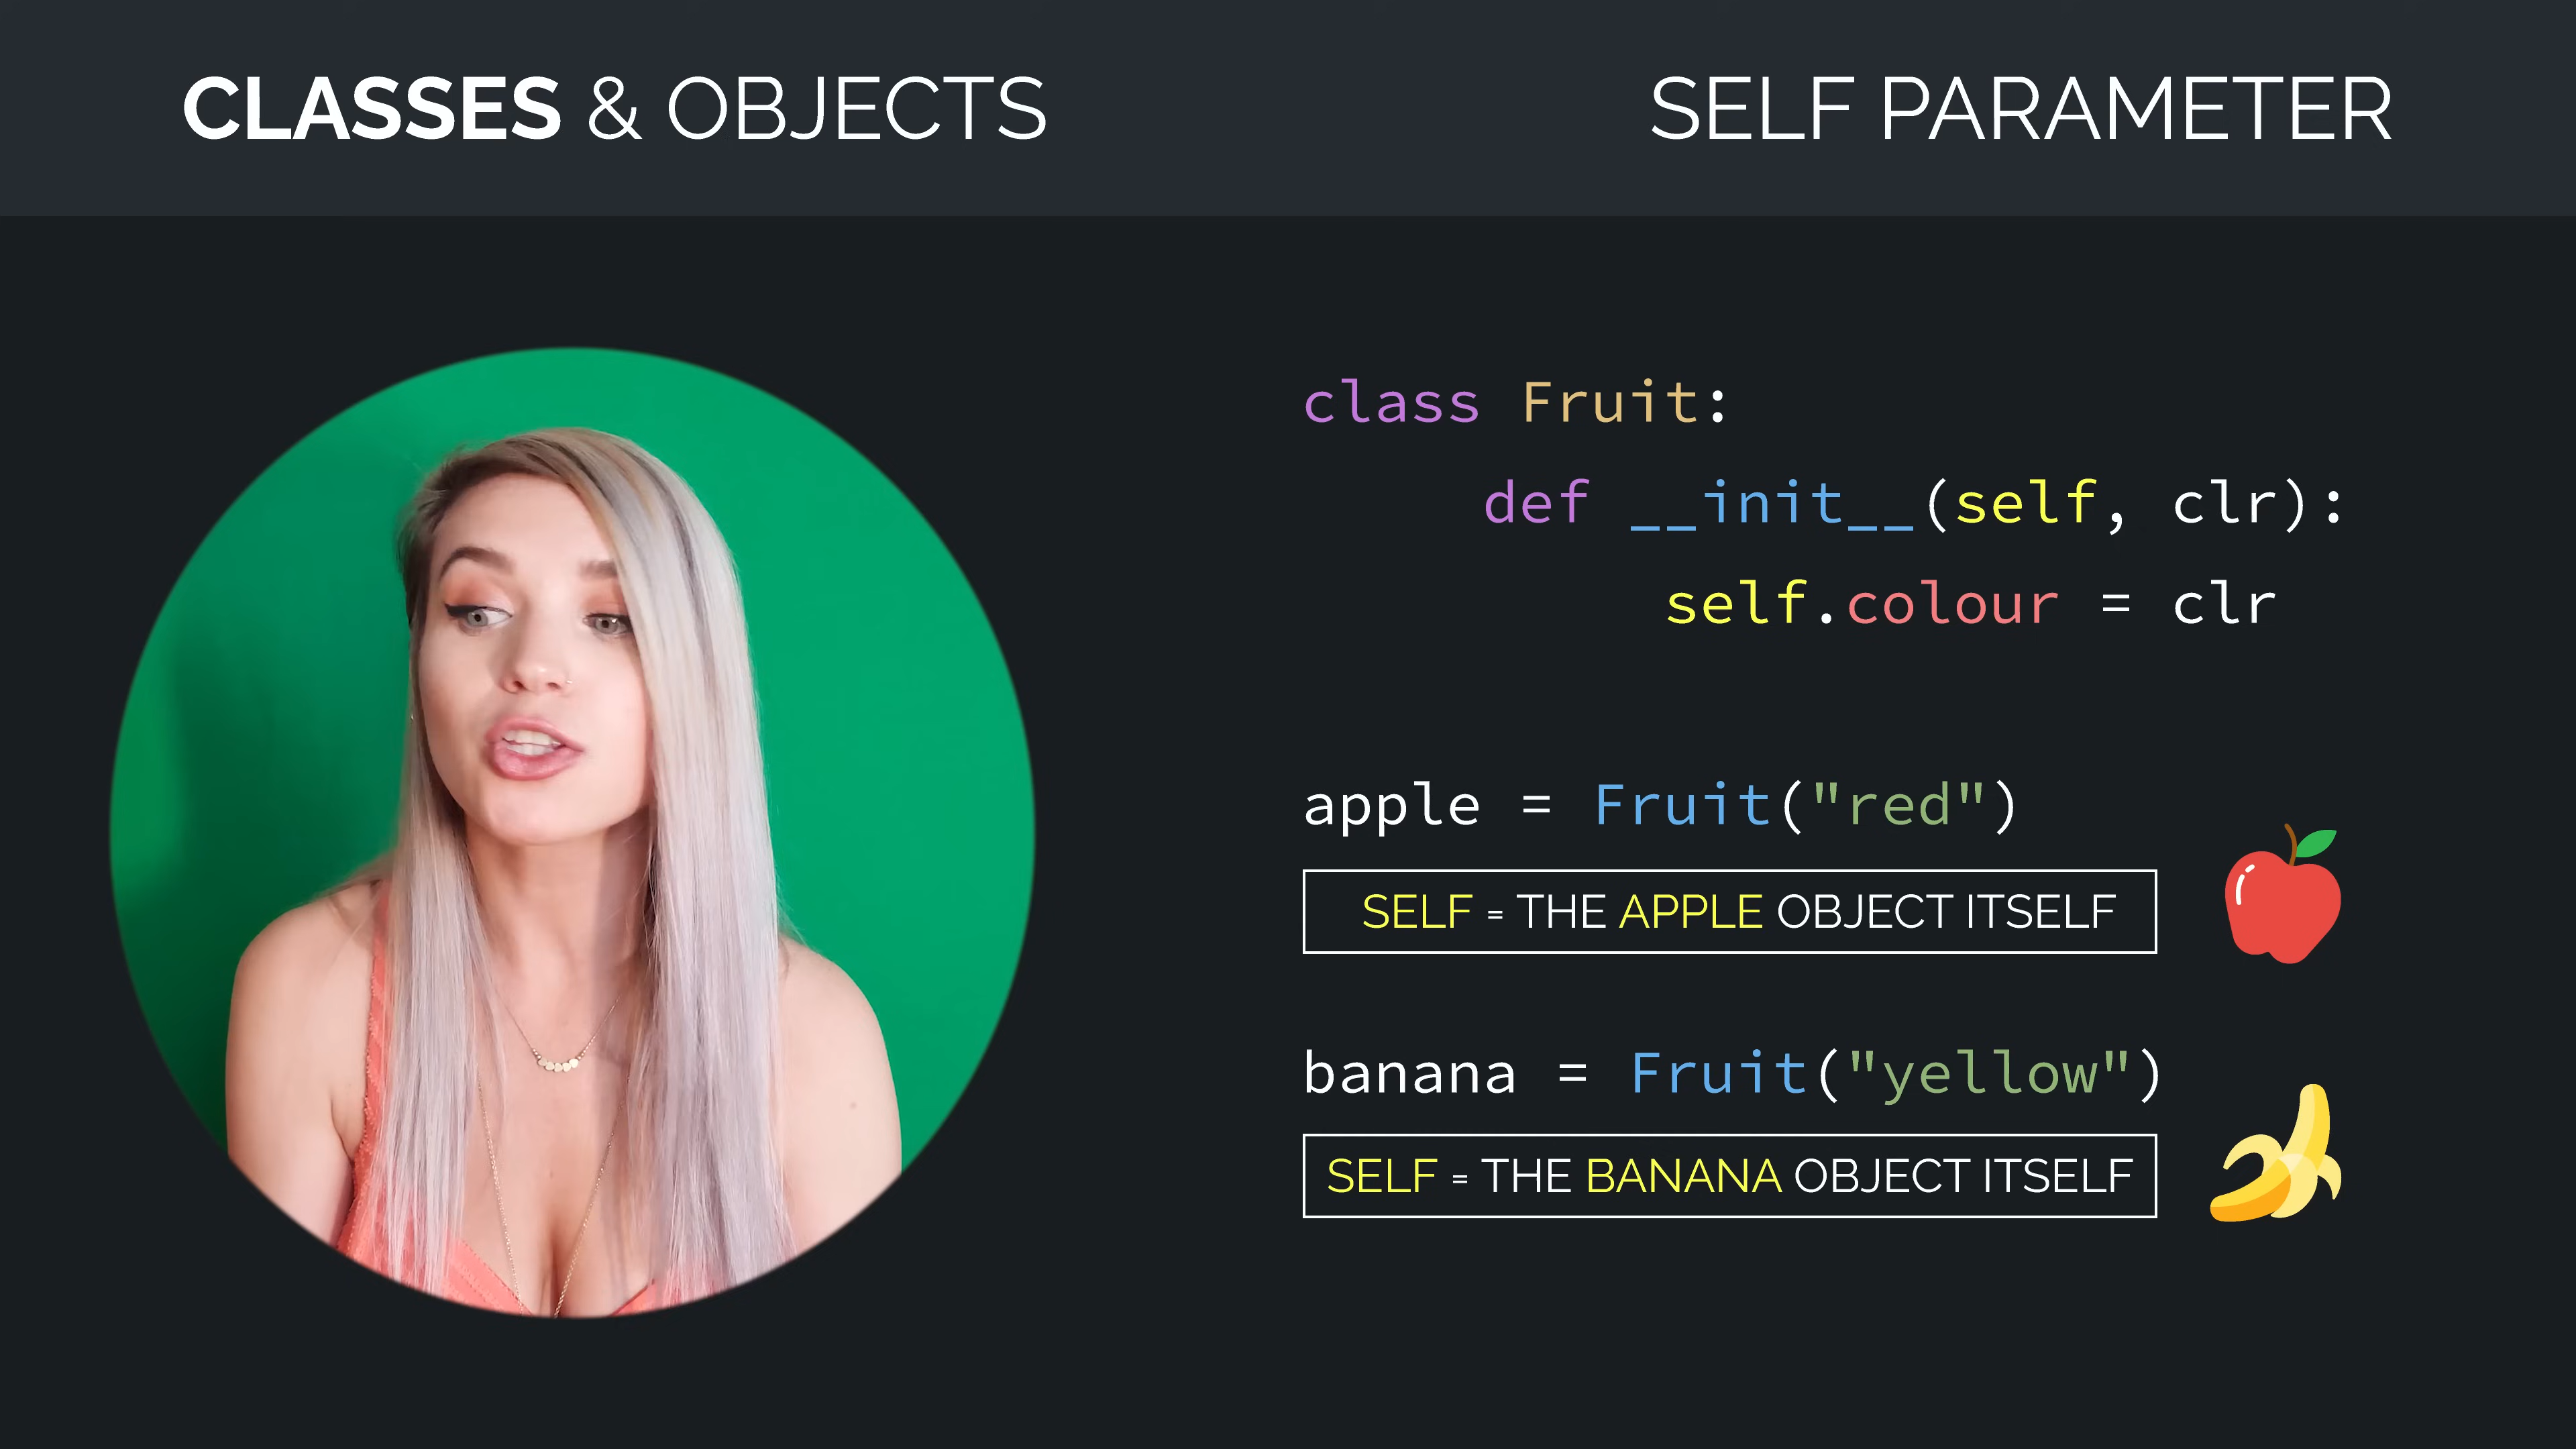 CLASSES & OBJECTS
SELF PARAMETER
class Fruit:
def __init__(self, clr):
self.colour = clr
apple = Fruit("red")
SELF = THE APPLE OBJECT ITSELF
banana = Fruit("yellow")
SELF = THE BANANA OBJECT ITSELF